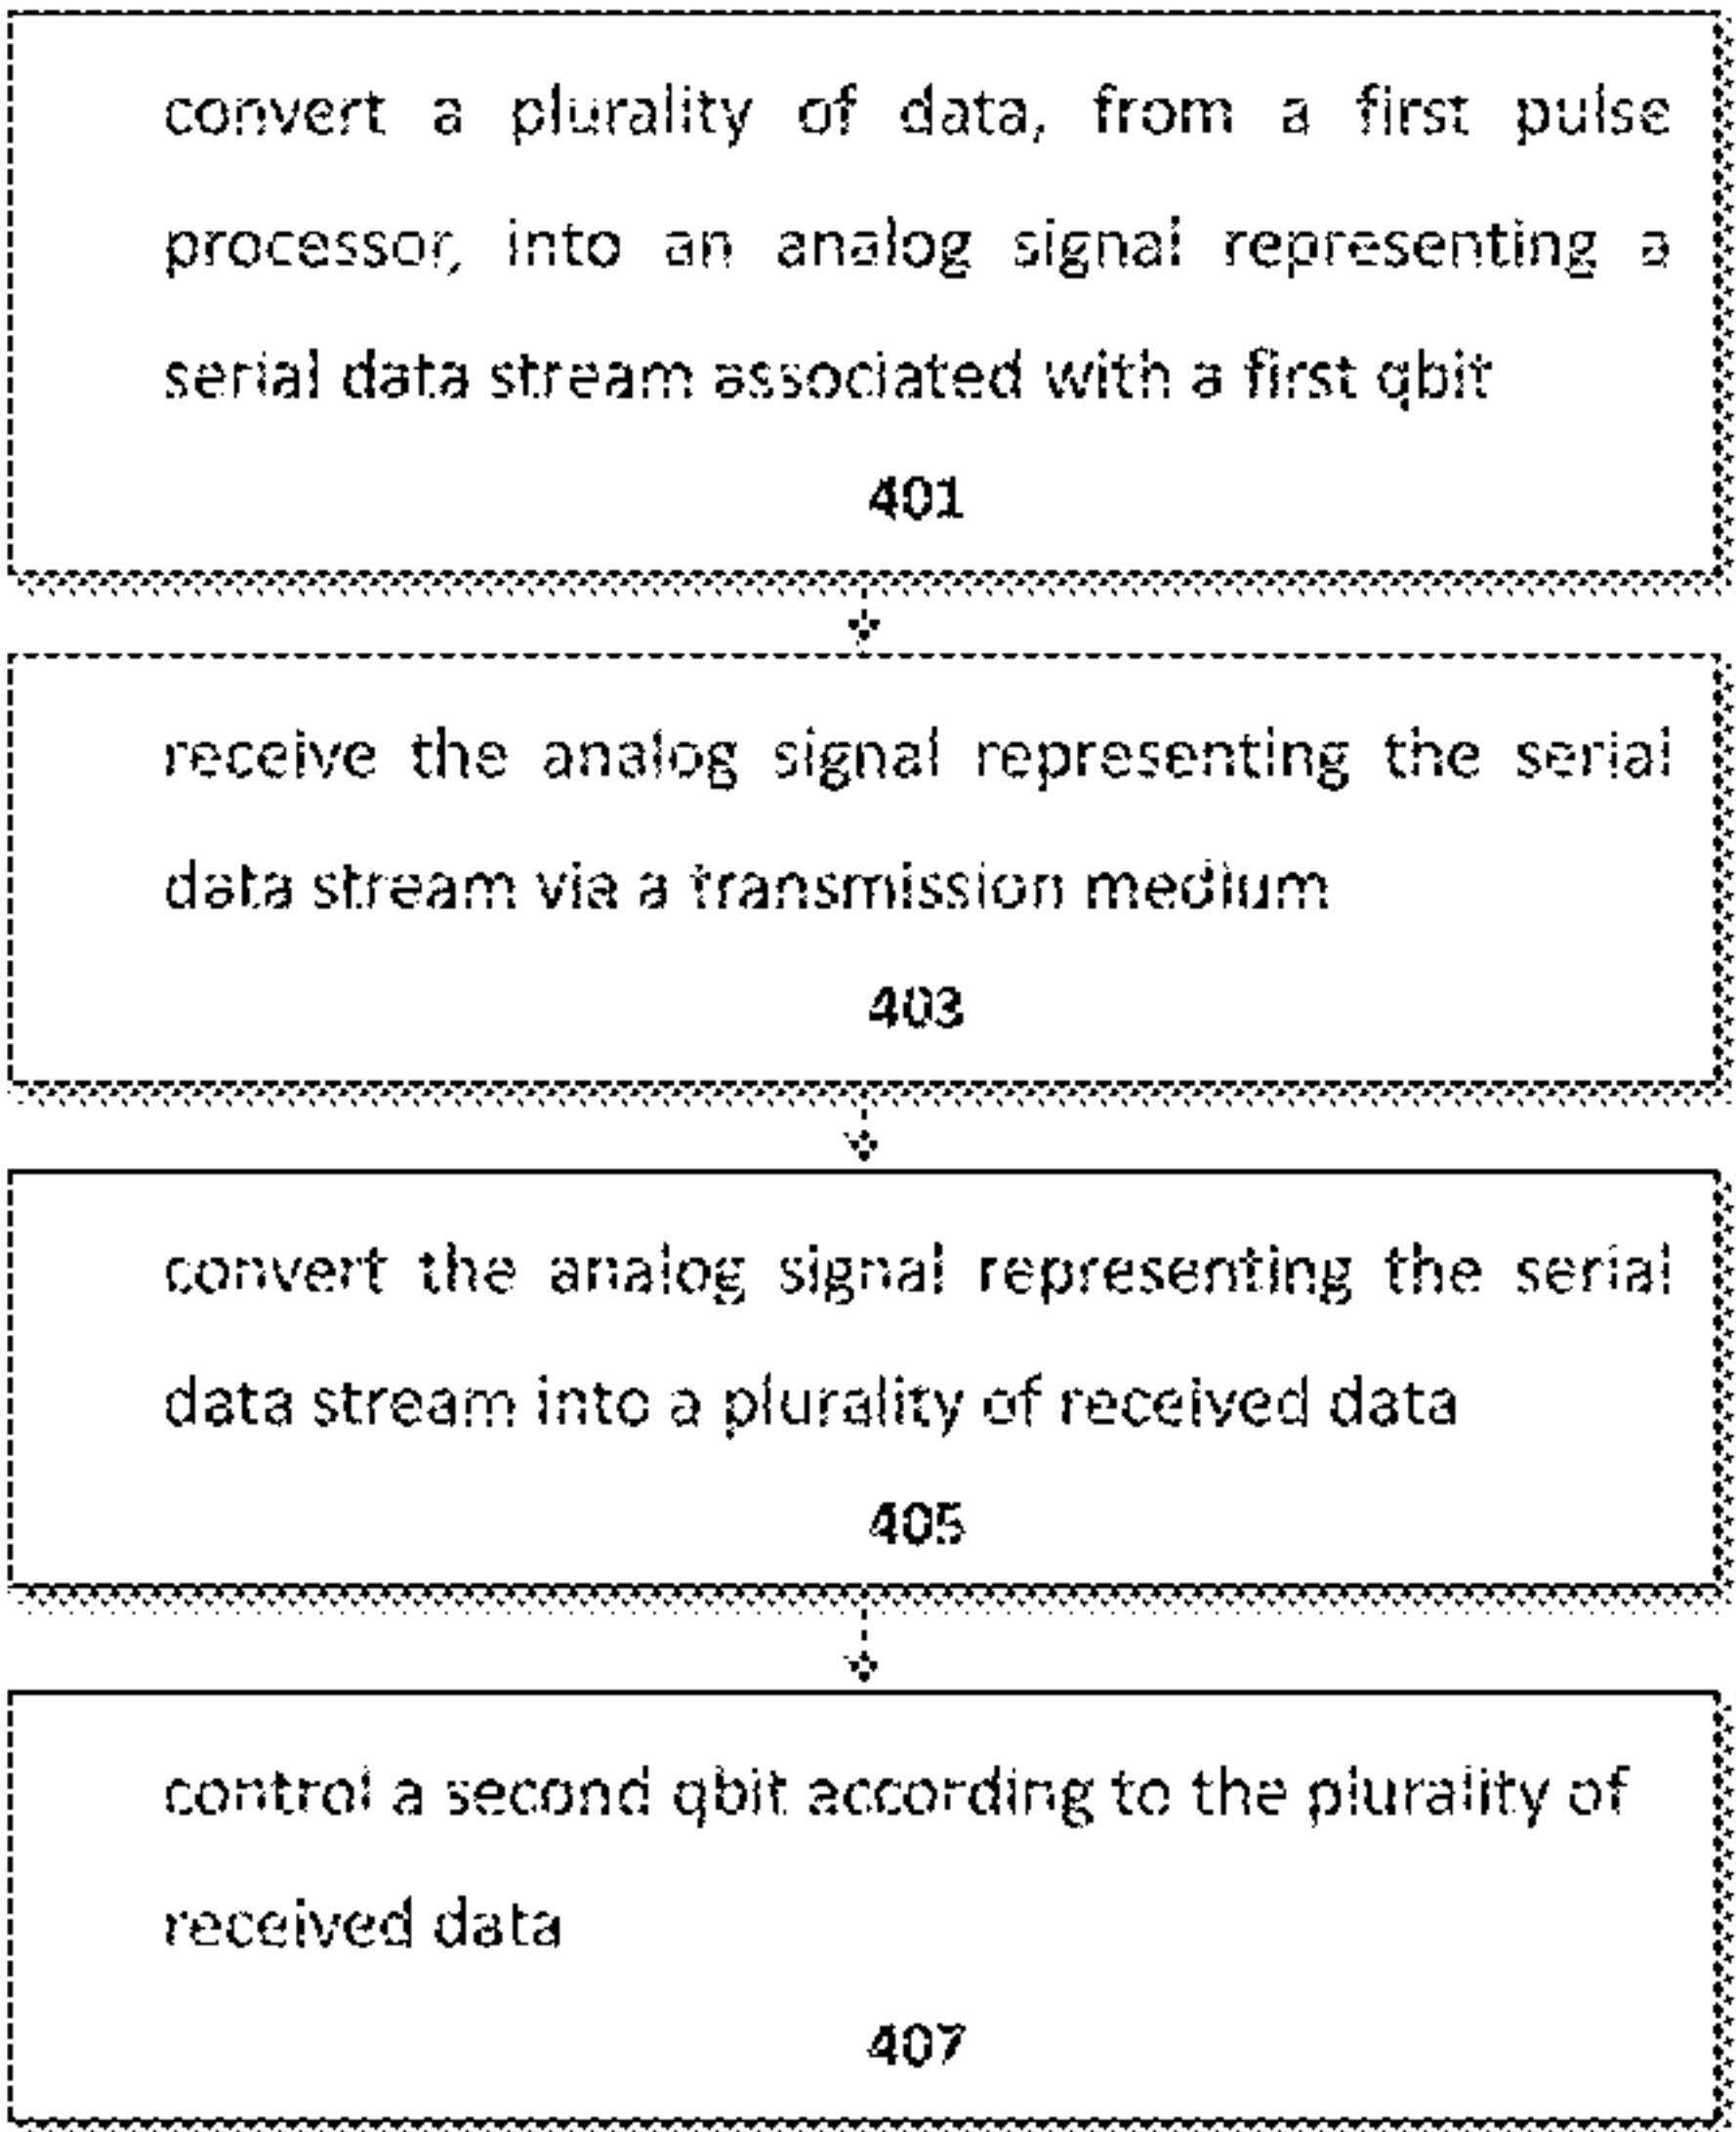 convert a plurality of data, from a first pulse
processor, into an analog signal representing a
serial data stream associated with a first qbit
401
receive the analog signal representing the serial
data stream via a transmission medium
403
convert the analog signal representing the serial
data stream into a plurality of received data
405
control a second qbit according to the plurality of
received data
407